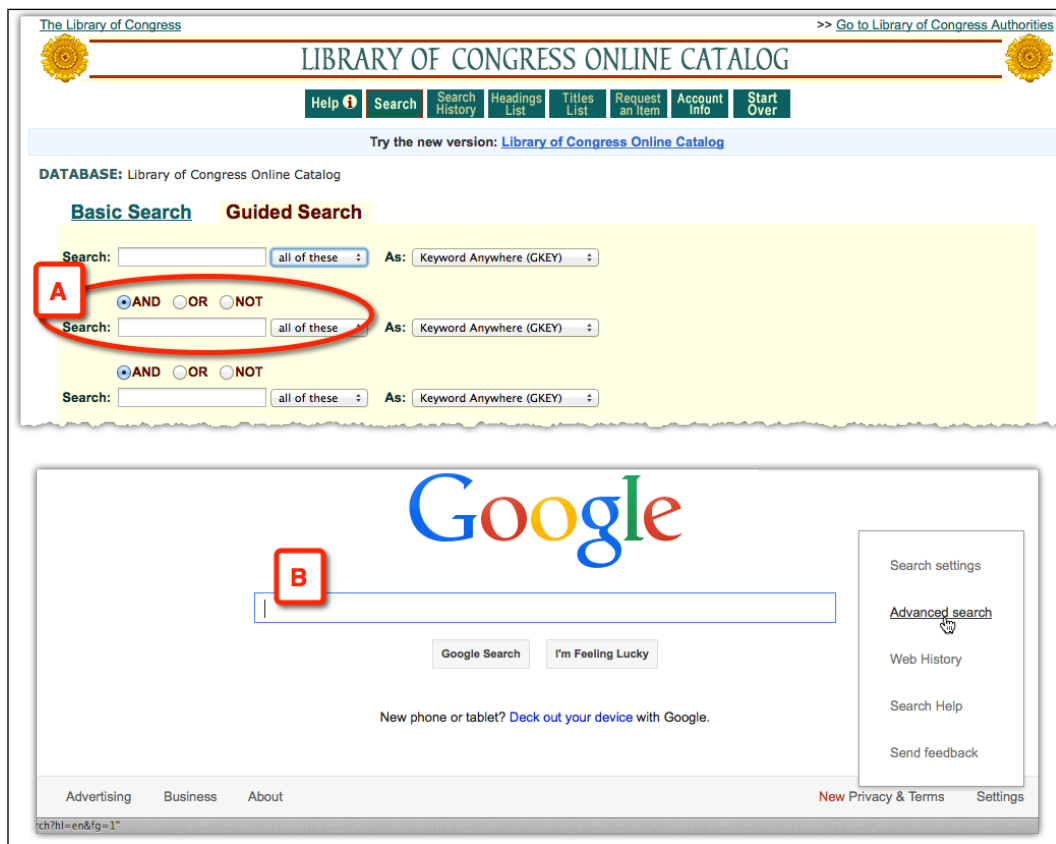 The Library of Congress >> Go to Library of Congress Authorities
LIBRARY OF CONGRESS ONLINE CATALOG
Help i Search Search History Headings List Titles List Request an Item Account Info Start Over
Try the new version: Library of Congress Online Catalog
DATABASE: Library of Congress Online Catalog
Basic Search Guided Search
Search: all of these As: Keyword Anywhere (GKEY)
A
AND OR NOT
Search: all of these As: Keyword Anywhere (GKEY)
AND OR NOT
Search: all of these As: Keyword Anywhere (GKEY)
Google
B
Google Search I'm Feeling Lucky
New phone or tablet? Deck out your device with Google.
Search settings
Advanced search
Web History
Search Help
Send feedback
Advertising Business About New Privacy & Terms Settings
rch?hl=en&fg=1"